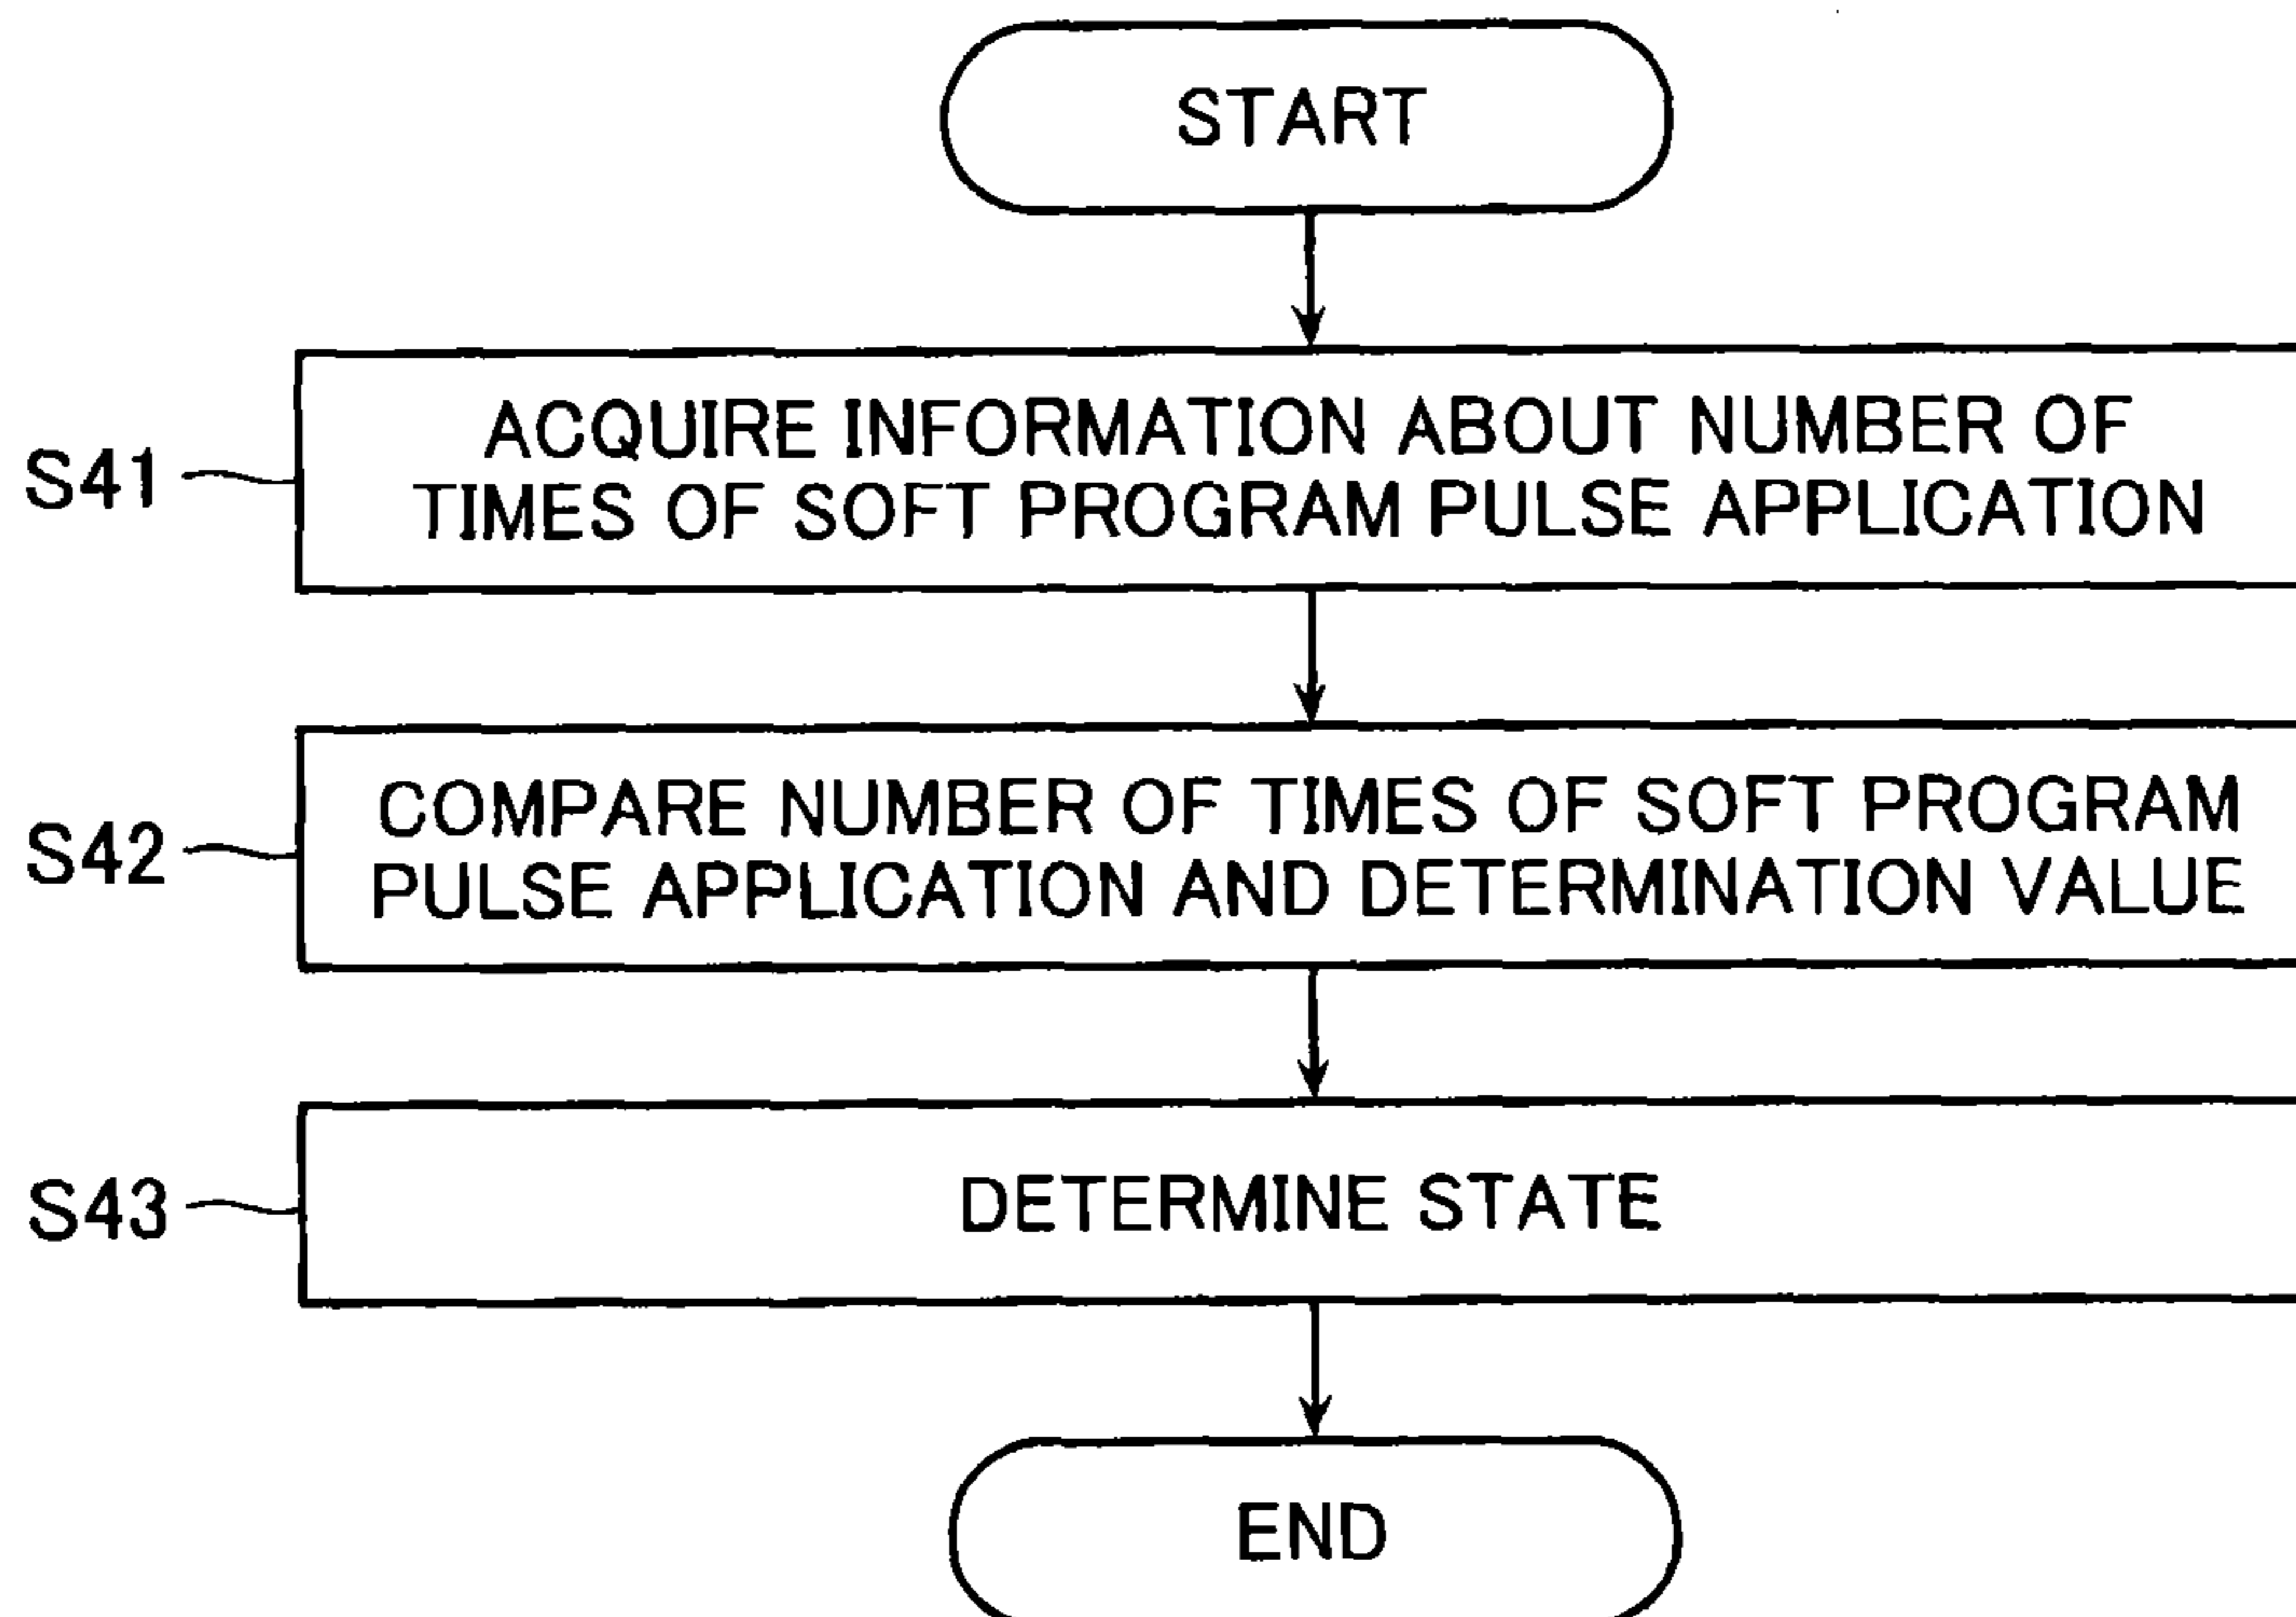 START
S41
ACQUIRE INFORMATION ABOUT NUMBER OF
TIMES OF SOFT PROGRAM PULSE APPLICATION
S42
COMPARE NUMBER OF TIMES OF SOFT PROGRAM
PULSE APPLICATION AND DETERMINATION VALUE
S43
DETERMINE STATE
END